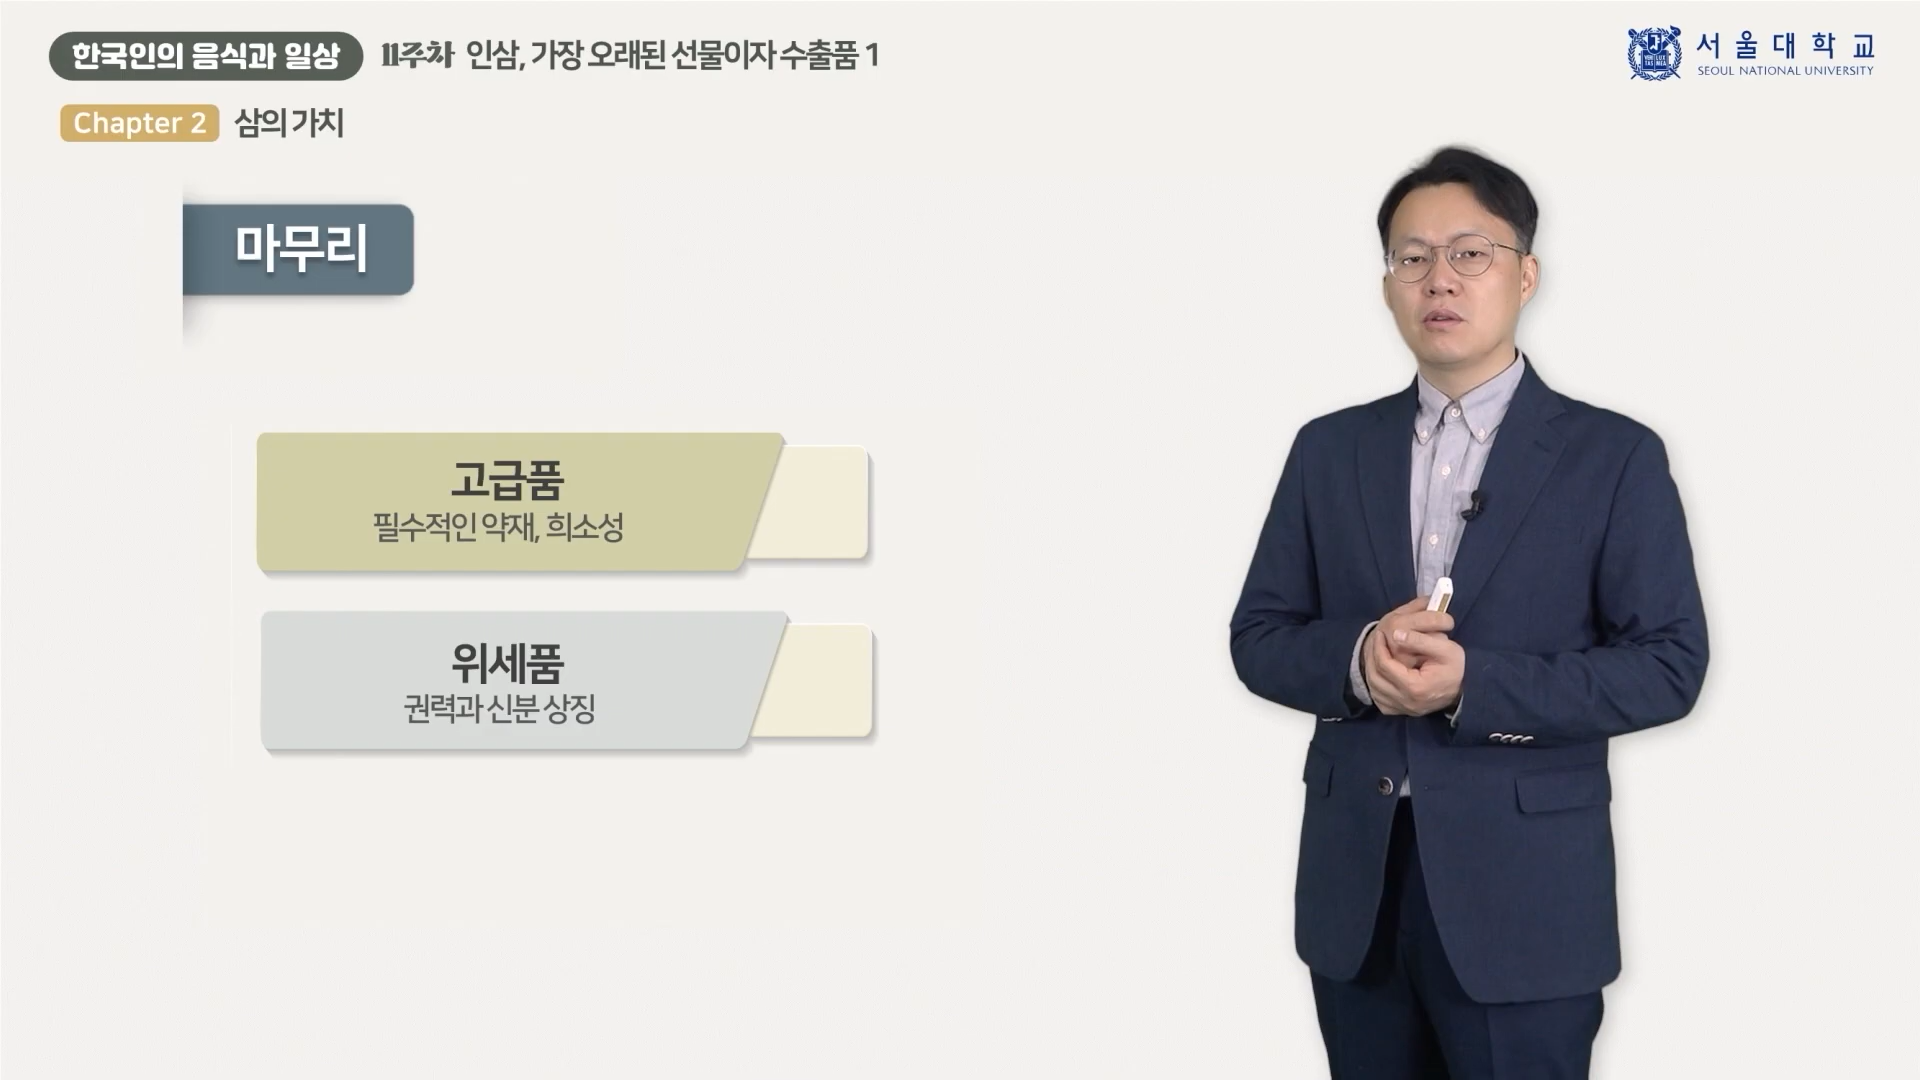 한국인의 음식과 일상
11주차 인삼, 가장 오래된 선물이자 수출품 1
서울대학교
SEOUL NATIONAL UNIVERSITY
Chapter 2 삼의 가치
마무리
고급품
필수적인 약재, 희소성
위세품
권력과 신분 상징